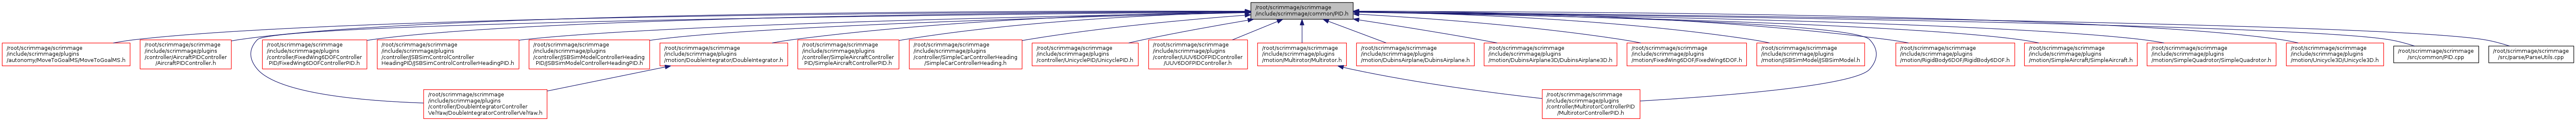 /root/scrimmage/scrimmage
/include/scrimmage/common/PID.h
/root/scrimmage/scrimmage
/include/scrimmage/plugins
/autonomy/MoveToGoalMS/MoveToGoalMS.h
/root/scrimmage/scrimmage
/include/scrimmage/plugins
/controller/AircraftPIDController
/AircraftPIDController.h
/root/scrimmage/scrimmage
/include/scrimmage/plugins
/controller/FixedWing6DOFController
PID/FixedWing6DOFControllerPID.h
/root/scrimmage/scrimmage
/include/scrimmage/plugins
/controller/JSBSimControlController
HeadingPID/JSBSimControlControllerHeadingPID.h
/root/scrimmage/scrimmage
/include/scrimmage/plugins
/controller/JSBSimModelControllerHeading
PID/JSBSimModelControllerHeadingPID.h
/root/scrimmage/scrimmage
/include/scrimmage/plugins
/motion/DoubleIntegrator/DoubleIntegrator.h
/root/scrimmage/scrimmage
/include/scrimmage/plugins
/controller/SimpleAircraftController
PID/SimpleAircraftControllerPID.h
/root/scrimmage/scrimmage
/include/scrimmage/plugins
/controller/SimpleCarControllerHeading
/SimpleCarControllerHeading.h
/root/scrimmage/scrimmage
/include/scrimmage/plugins
/controller/UnicyclePID/UnicyclePID.h
/root/scrimmage/scrimmage
/include/scrimmage/plugins
/controller/UUV6DOFPIDController
/UUV6DOFPIDController.h
/root/scrimmage/scrimmage
/include/scrimmage/plugins
/motion/Multirotor/Multirotor.h
/root/scrimmage/scrimmage
/include/scrimmage/plugins
/motion/DubinsAirplane/DubinsAirplane.h
/root/scrimmage/scrimmage
/include/scrimmage/plugins
/motion/DubinsAirplane3D/DubinsAirplane3D.h
/root/scrimmage/scrimmage
/include/scrimmage/plugins
/motion/FixedWing6DOF/FixedWing6DOF.h
/root/scrimmage/scrimmage
/include/scrimmage/plugins
/motion/JSBSimModel/JSBSimModel.h
/root/scrimmage/scrimmage
/include/scrimmage/plugins
/motion/RigidBody6DOF/RigidBody6DOF.h
/root/scrimmage/scrimmage
/include/scrimmage/plugins
/motion/SimpleAircraft/SimpleAircraft.h
/root/scrimmage/scrimmage
/include/scrimmage/plugins
/motion/SimpleQuadrotor/SimpleQuadrotor.h
/root/scrimmage/scrimmage
/include/scrimmage/plugins
/motion/Unicycle3D/Unicycle3D.h
/root/scrimmage/scrimmage
/src/common/PID.cpp
/root/scrimmage/scrimmage
/src/parse/ParseUtils.cpp
/root/scrimmage/scrimmage
/include/scrimmage/plugins
/controller/DoubleIntegratorController
VelYaw/DoubleIntegratorControllerVelYaw.h
/root/scrimmage/scrimmage
/include/scrimmage/plugins
/controller/MultirotorControllerPID
/MultirotorControllerPID.h